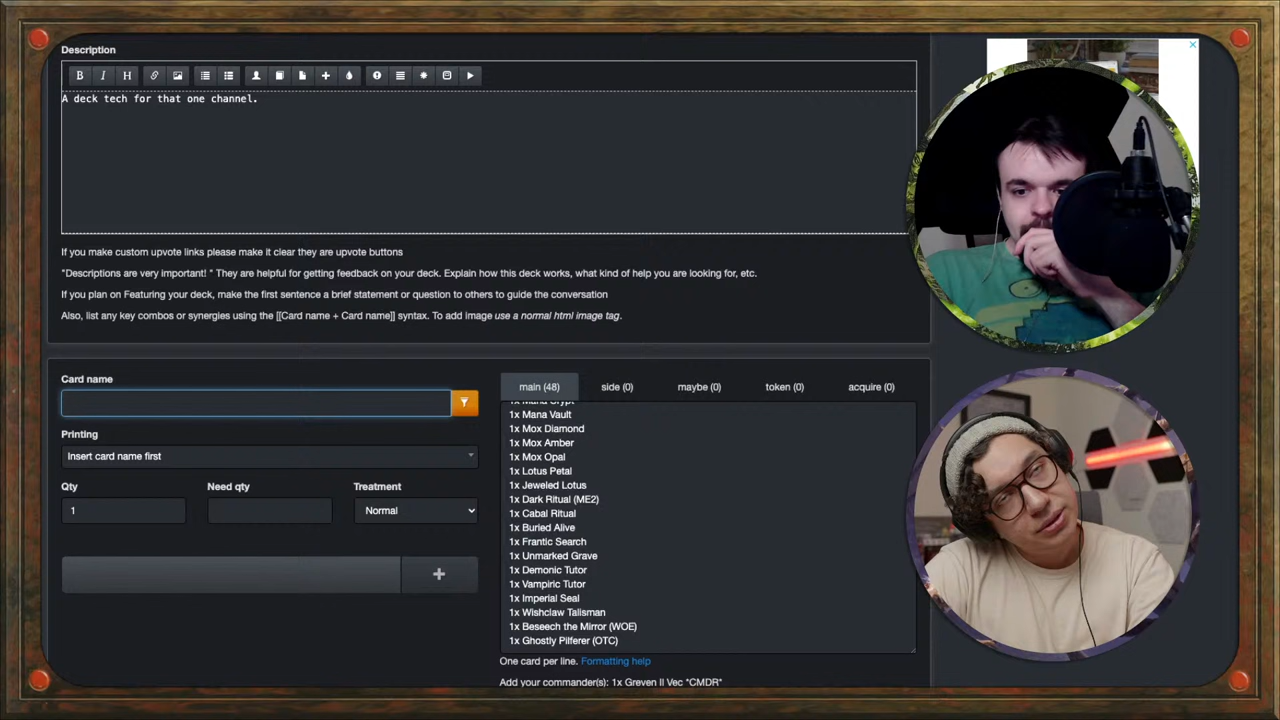 Description
B I H
A deck tech for that one channel.
If you make custom upvote links please make it clear they are upvote buttons
"Descriptions are very important! " They are helpful for getting feedback on your deck. Explain how this deck works, what kind of help you are looking for, etc.
If you plan on Featuring your deck, make the first sentence a brief statement or question to others to guide the conversation
Also, list any key combos or synergies using the [[Card name + Card name]] syntax. To add image use a normal html image tag.
Card name
Printing
Insert card name first
Qty Need qty Treatment
1 Normal
main (48) side (0) maybe (0) token (0) acquire (0)
1x Mana Crypt
1x Mana Vault
1x Mox Diamond
1x Mox Amber
1x Mox Opal
1x Lotus Petal
1x Jeweled Lotus
1x Dark Ritual (ME2)
1x Cabal Ritual
1x Buried Alive
1x Frantic Search
1x Unmarked Grave
1x Demonic Tutor
1x Vampiric Tutor
1x Imperial Seal
1x Wishclaw Talisman
1x Beseech the Mirror (WOE)
1x Ghostly Pilferer (OTC)
One card per line. Formatting help
Add your commander(s): 1x Greven Il Vec *CMDR*